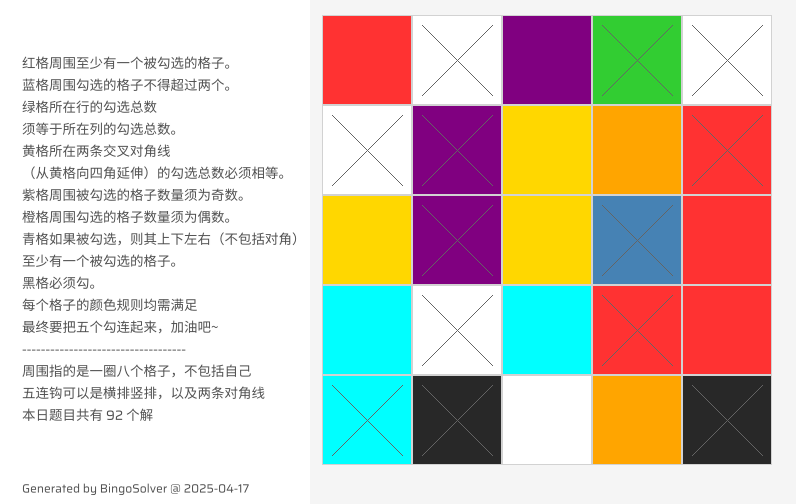 红格周围至少有一个被勾选的格子。
蓝格周围勾选的格子不得超过两个。
绿格所在行的勾选总数
须等于所在列的勾选总数。
黄格所在两条交叉对角线
（从黄格向四角延伸）的勾选总数必须相等。
紫格周围被勾选的格子数量须为奇数。
橙格周围勾选的格子数量须为偶数。
青格如果被勾选，则其上下左右（不包括对角）
至少有一个被勾选的格子。
黑格必须勾。
每个格子的颜色规则均需满足
最终要把五个勾连起来，加油吧~
----------------------------------
周围指的是一圈八个格子，不包括自己
五连钩可以是横排竖排，以及两条对角线
本日题目共有 92 个解
Generated by BingoSolver @ 2025-04-17